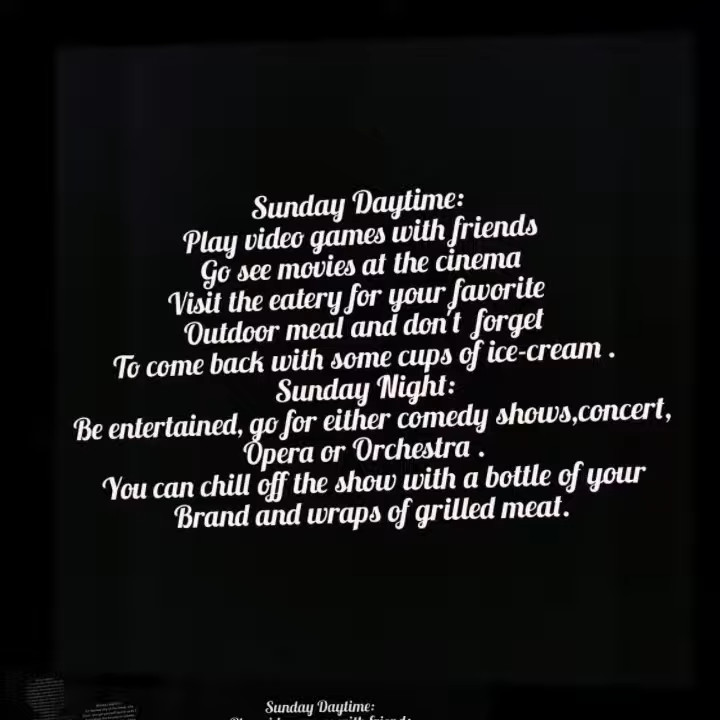 Sunday Daytime:
Play video games with friends
Go see movies at the cinema
Visit the eatery for your favorite
Outdoor meal and don't forget
To come back with some cups of ice-cream .
Sunday Night:
Be entertained, go for either comedy shows,concert,
Opera or Orchestra .
You can chill off the show with a bottle of your
Brand and wraps of grilled meat.
Sunday Daytime: